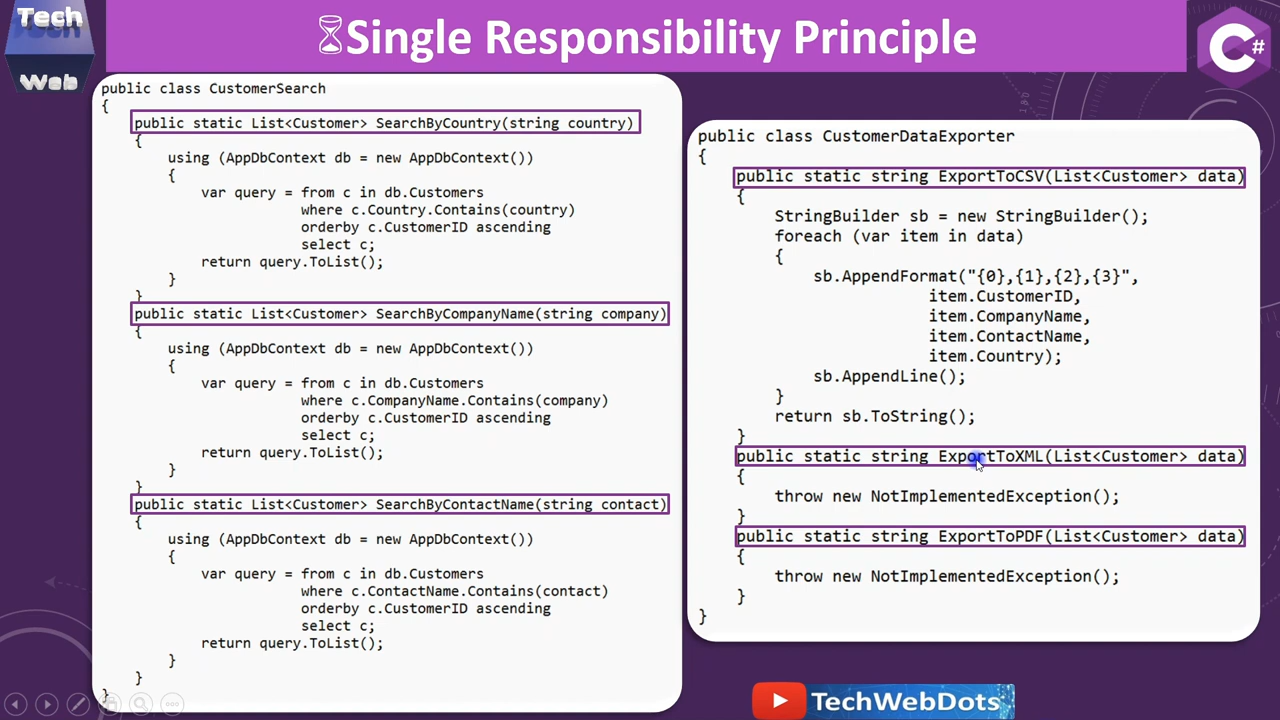 Tech
Web
⏳Single Responsibility Principle
C#
public class CustomerSearch
{
public static List<Customer> SearchByCountry(string country)
{
using (AppDbContext db = new AppDbContext())
{
var query = from c in db.Customers
where c.Country.Contains(country)
orderby c.CustomerID ascending
select c;
return query.ToList();
}
}
public static List<Customer> SearchByCompanyName(string company)
{
using (AppDbContext db = new AppDbContext())
{
var query = from c in db.Customers
where c.CompanyName.Contains(company)
orderby c.CustomerID ascending
select c;
return query.ToList();
}
}
public static List<Customer> SearchByContactName(string contact)
{
using (AppDbContext db = new AppDbContext())
{
var query = from c in db.Customers
where c.ContactName.Contains(contact)
orderby c.CustomerID ascending
select c;
return query.ToList();
}
}
}
public class CustomerDataExporter
{
public static string ExportToCSV(List<Customer> data)
{
StringBuilder sb = new StringBuilder();
foreach (var item in data)
{
sb.AppendFormat("{0},{1},{2},{3}",
item.CustomerID,
item.CompanyName,
item.ContactName,
item.Country);
sb.AppendLine();
}
return sb.ToString();
}
public static string ExportToXML(List<Customer> data)
{
throw new NotImplementedException();
}
public static string ExportToPDF(List<Customer> data)
{
throw new NotImplementedException();
}
}
TechWebDots